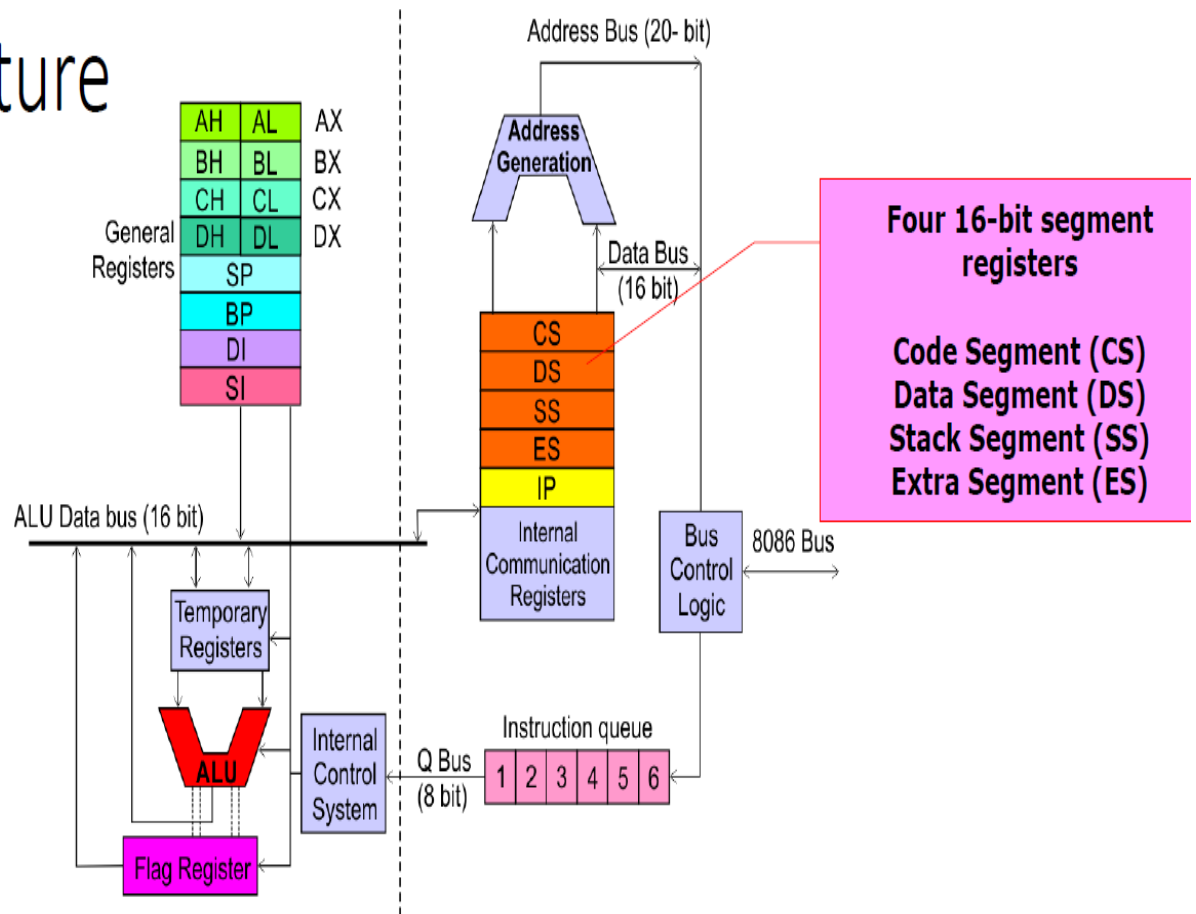 ture
AH AL AX
BH BL BX
CH CL CX
DH DL DX
General
Registers
SP
BP
DI
SI
ALU Data bus (16 bit)
Temporary
Registers
ALU
Flag Register
Internal
Control
System
Address Bus (20- bit)
Address
Generation
Data Bus
(16 bit)
CS
DS
SS
ES
IP
Internal
Communication
Registers
Bus
Control
Logic
8086 Bus
Instruction queue
Q Bus
(8 bit)
1 2 3 4 5 6
Four 16-bit segment
registers
Code Segment (CS)
Data Segment (DS)
Stack Segment (SS)
Extra Segment (ES)